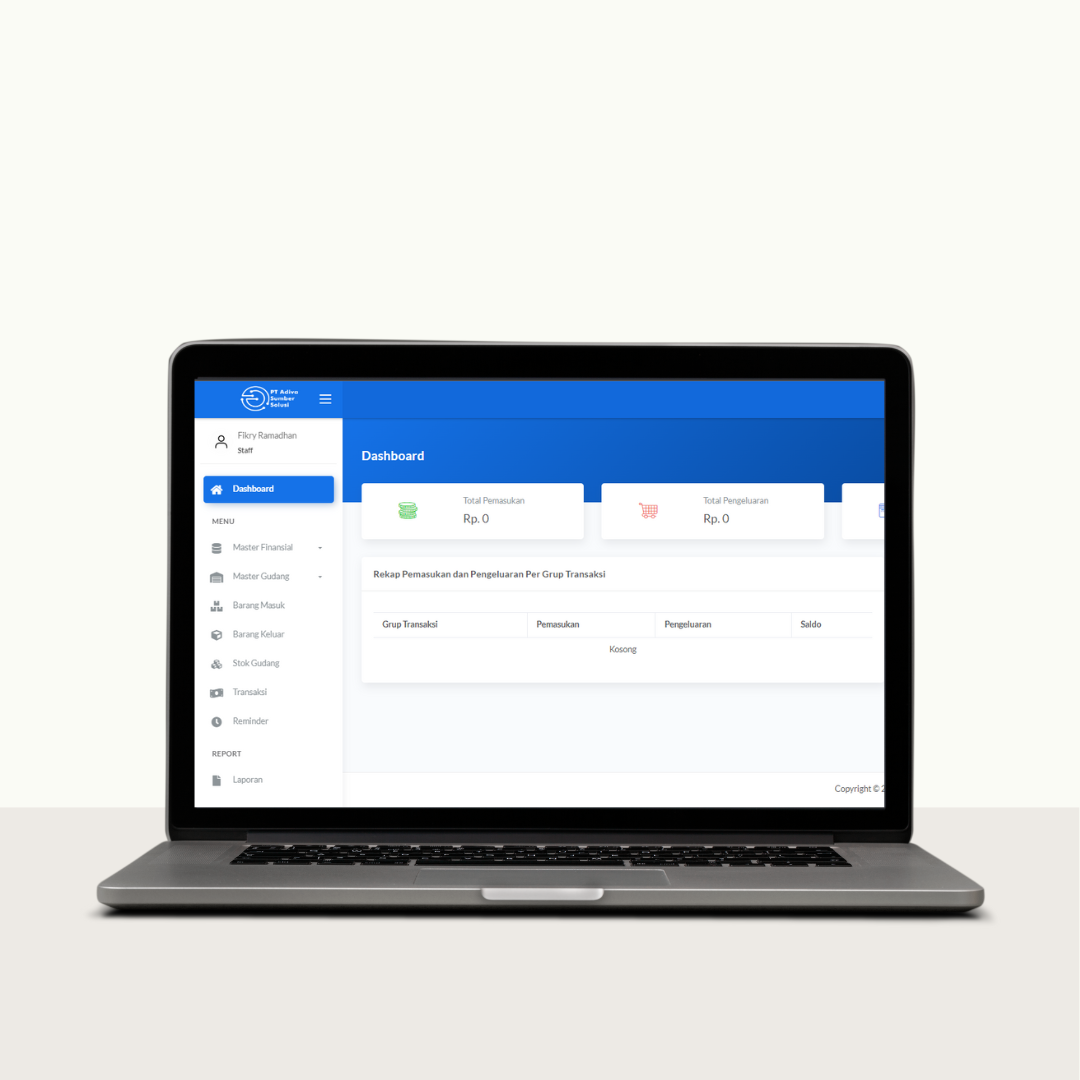 PT Adiva
Sumber
Solusi
Fikry Ramadhan
Staff
Dashboard
MENU
Master Finansial
Master Gudang
Barang Masuk
Barang Keluar
Stok Gudang
Transaksi
Reminder
REPORT
Laporan
Dashboard
Total Pemasukan
Rp. 0
Total Pengeluaran
Rp. 0
Rekap Pemasukan dan Pengeluaran Per Grup Transaksi
Grup Transaksi Pemasukan Pengeluaran Saldo
Kosong
Copyright ©